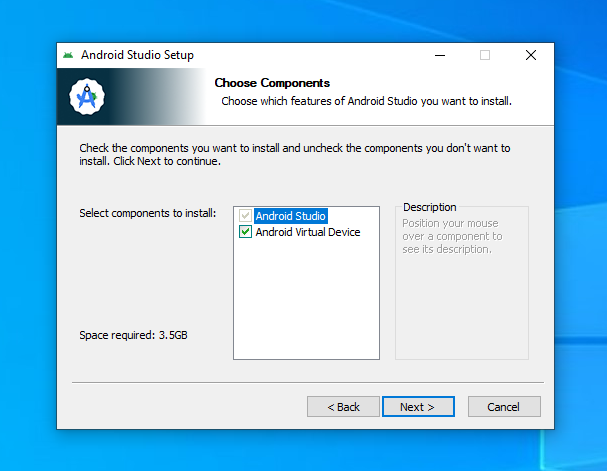 Android Studio Setup
Choose Components
Choose which features of Android Studio you want to install.
Check the components you want to install and uncheck the components you don't want to
install. Click Next to continue.
Select components to install:
Android Studio
Android Virtual Device
Description
Position your mouse
over a component to
see its description.
Space required: 3.5GB
< Back
Next >
Cancel